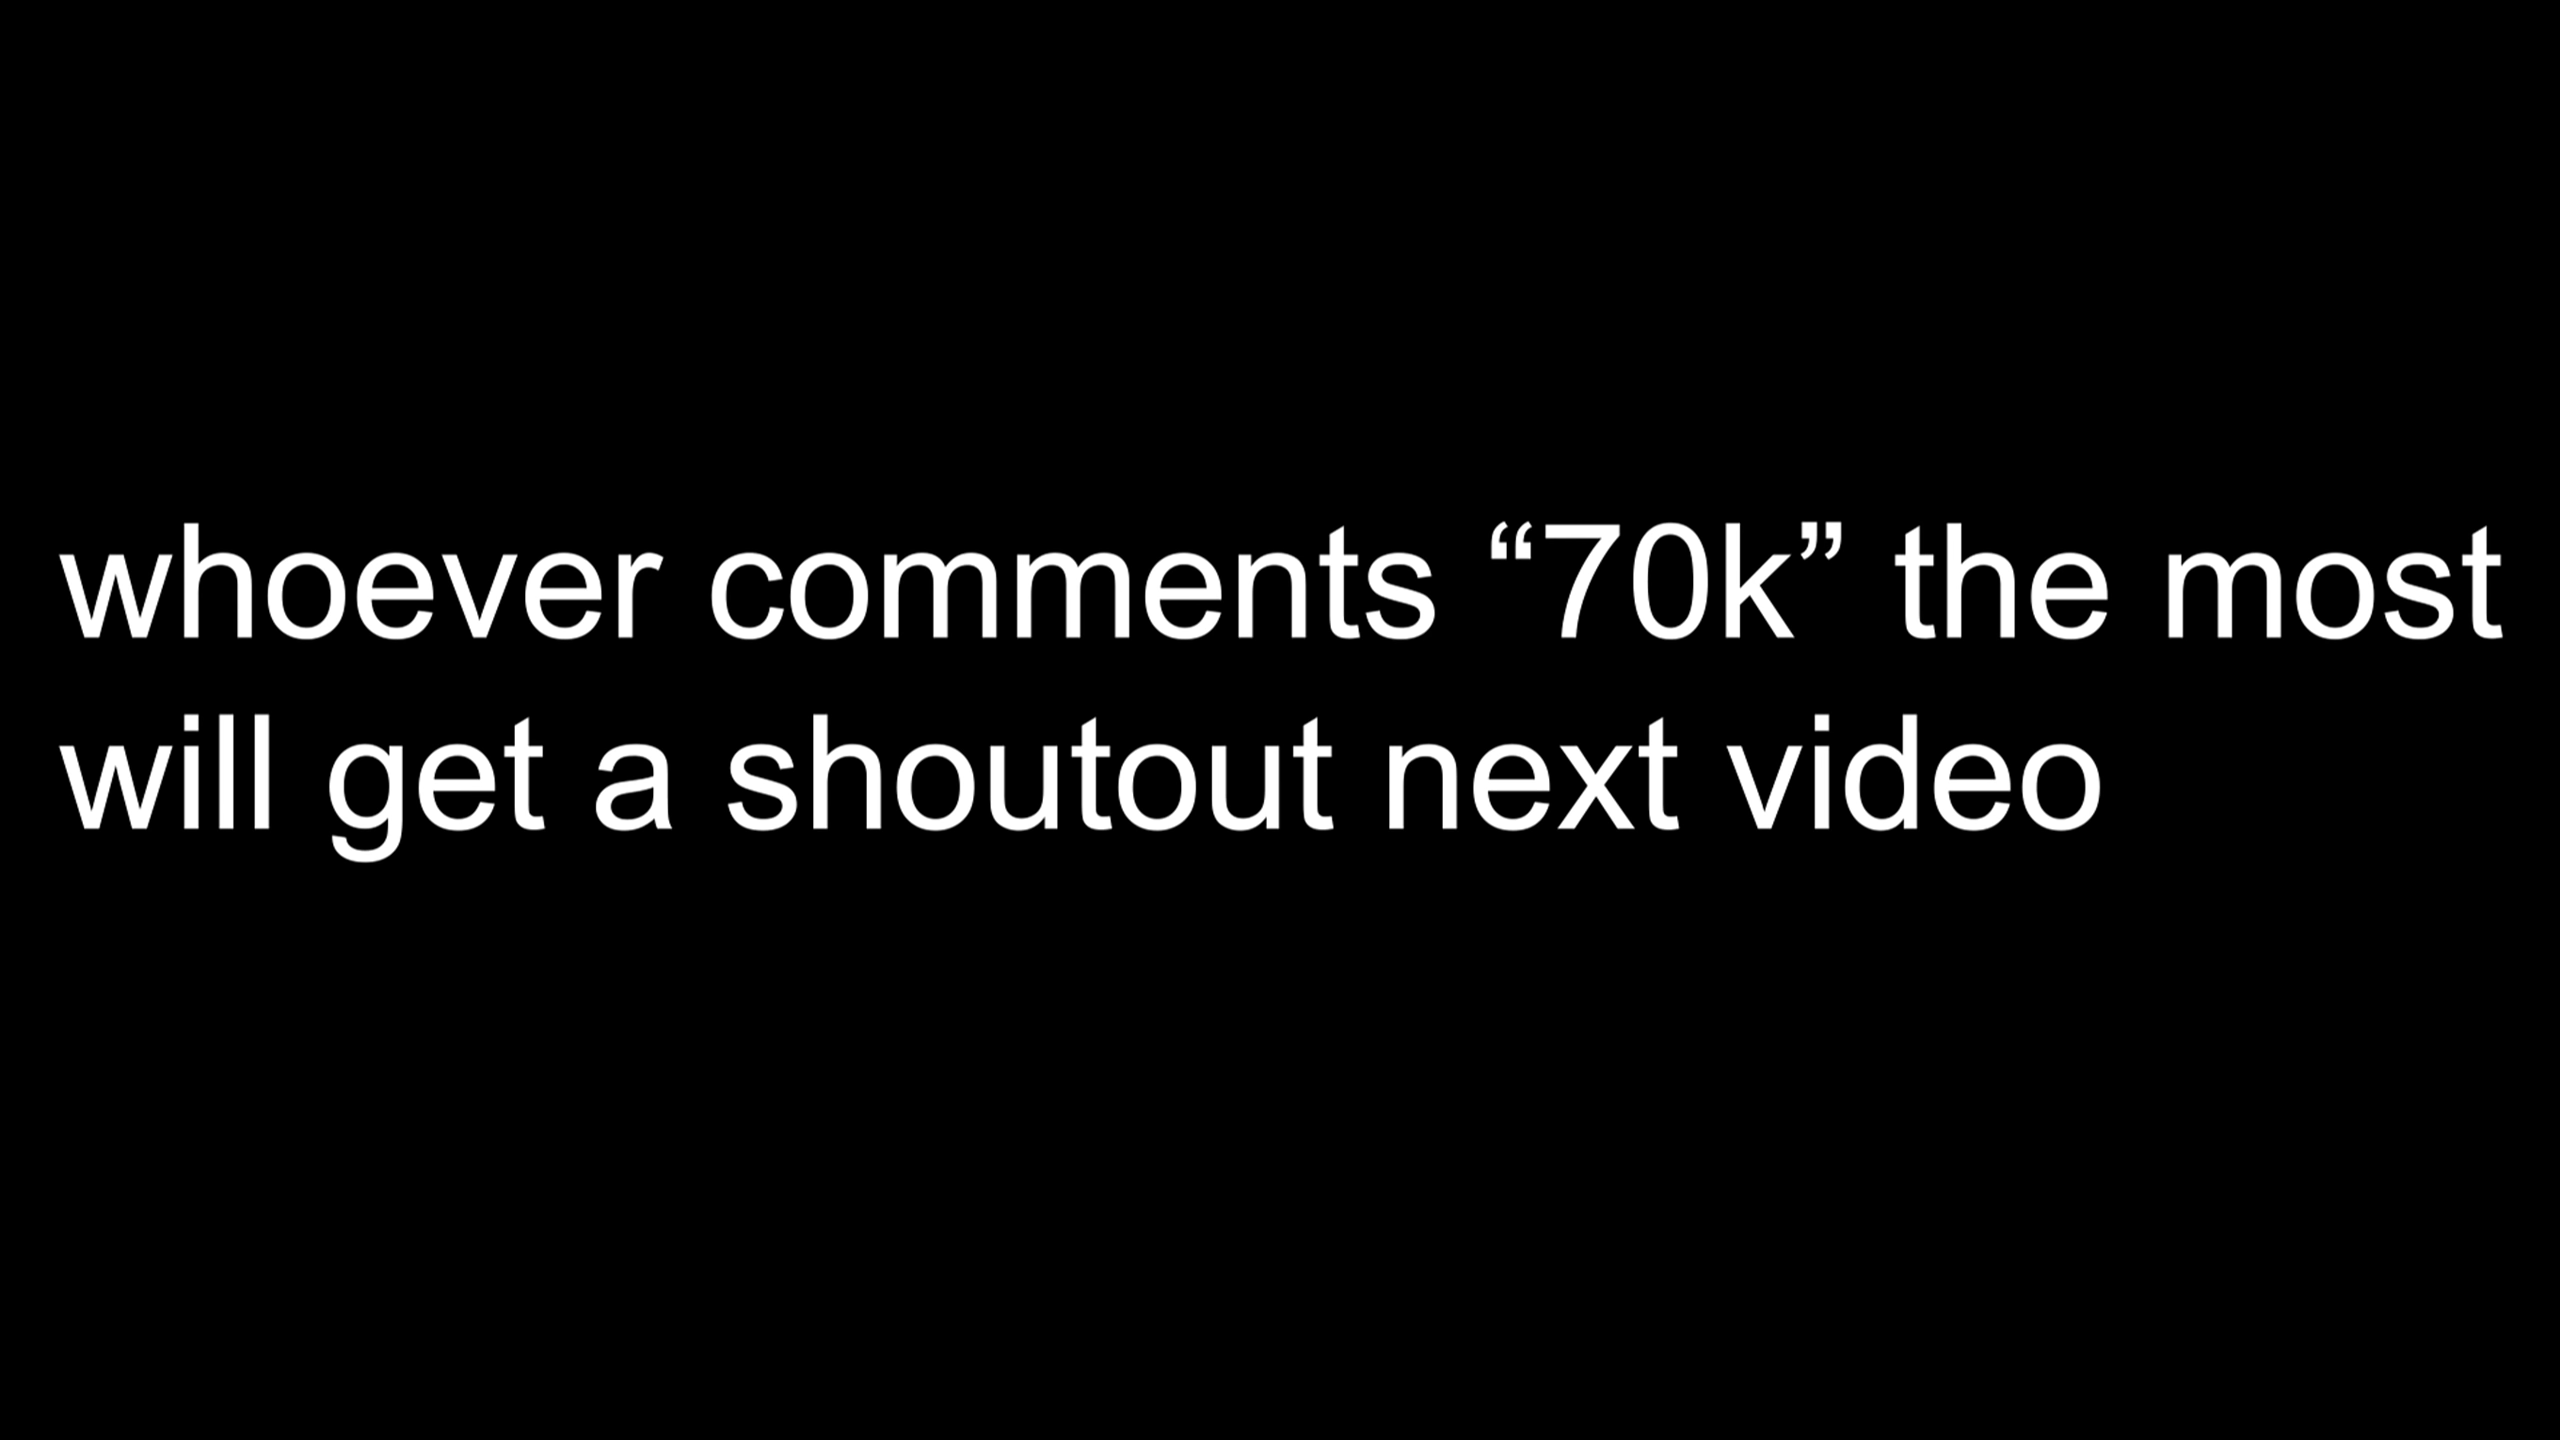 whoever comments “70k” the most
will get a shoutout next video